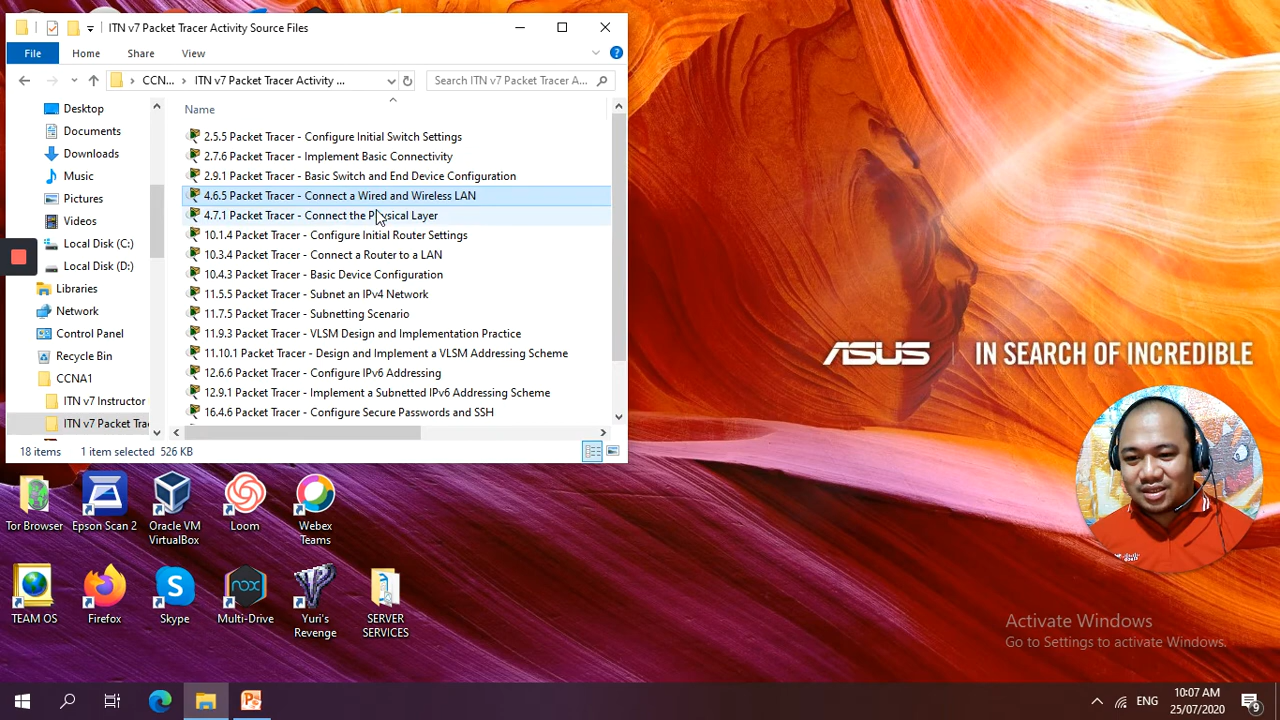 ITN v7 Packet Tracer Activity Source Files
File Home Share View
CCN... ITN v7 Packet Tracer Activity ... Search ITN v7 Packet Tracer A...
Desktop
Documents
Downloads
Music
Pictures
Videos
Local Disk (C:)
Local Disk (D:)
Libraries
Network
Control Panel
Recycle Bin
CCNA1
ITN v7 Instructor
ITN v7 Packet Tra
Name
2.5.5 Packet Tracer - Configure Initial Switch Settings
2.7.6 Packet Tracer - Implement Basic Connectivity
2.9.1 Packet Tracer - Basic Switch and End Device Configuration
4.6.5 Packet Tracer - Connect a Wired and Wireless LAN
4.7.1 Packet Tracer - Connect the Physical Layer
10.1.4 Packet Tracer - Configure Initial Router Settings
10.3.4 Packet Tracer - Connect a Router to a LAN
10.4.3 Packet Tracer - Basic Device Configuration
11.5.5 Packet Tracer - Subnet an IPv4 Network
11.7.5 Packet Tracer - Subnetting Scenario
11.9.3 Packet Tracer - VLSM Design and Implementation Practice
11.10.1 Packet Tracer - Design and Implement a VLSM Addressing Scheme
12.6.6 Packet Tracer - Configure IPv6 Addressing
12.9.1 Packet Tracer - Implement a Subnetted IPv6 Addressing Scheme
16.4.6 Packet Tracer - Configure Secure Passwords and SSH
18 items 1 item selected 526 KB
ASUS IN SEARCH OF INCREDIBLE
Tor Browser
Epson Scan 2
Oracle VM
VirtualBox
Loom
Webex
Teams
TEAM OS
Firefox
Skype
nox
Multi-Drive
Yuri's
Revenge
SERVER
SERVICES
Activate Windows
Go to Settings to activate Windows.
ENG
10:07 AM
25/07/2020
9